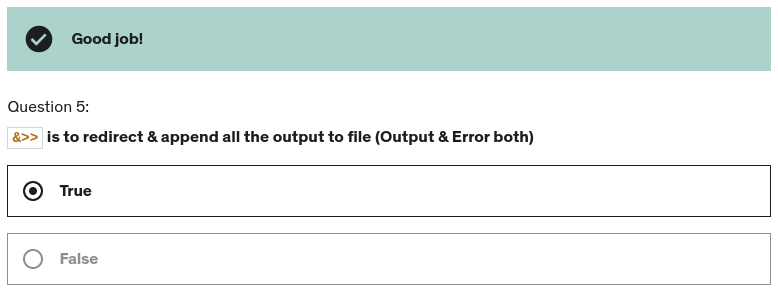 Good job!
Question 5:
&>> is to redirect & append all the output to file (Output & Error both)
True
False